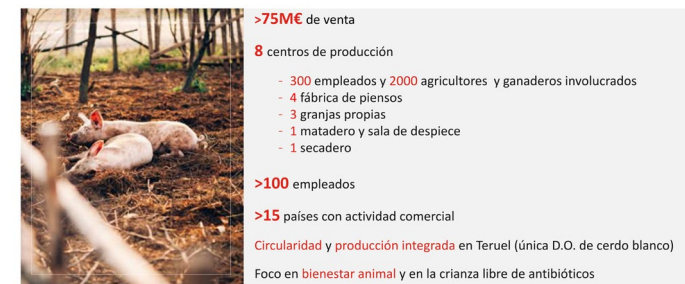 >75M€ de venta
8 centros de producción
- 300 empleados y 2000 agricultores y ganaderos involucrados
- 4 fábrica de piensos
- 3 granjas propias
- 1 matadero y sala de despiece
- 1 secadero
>100 empleados
>15 países con actividad comercial
Circularidad y producción integrada en Teruel (única D.O. de cerdo blanco)
Foco en bienestar animal y en la crianza libre de antibióticos